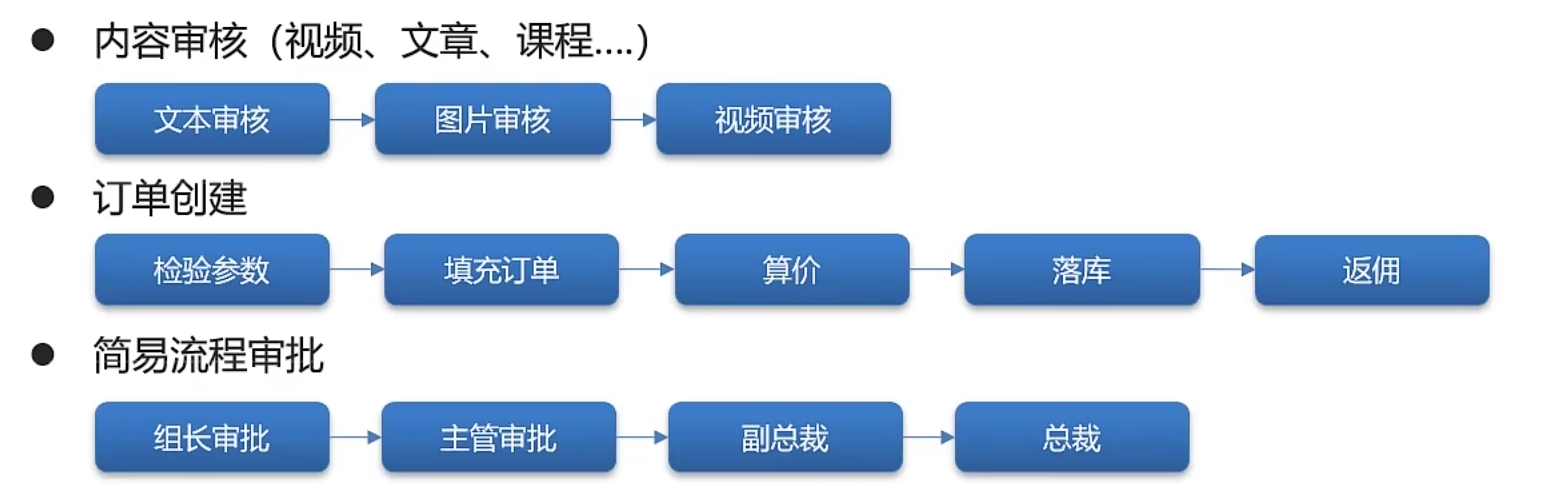 ● 内容审核（视频、文章、课程....）
文本审核 图片审核 视频审核
● 订单创建
检验参数 填充订单 算价 落库 返佣
● 简易流程审批
组长审批 主管审批 副总裁 总裁